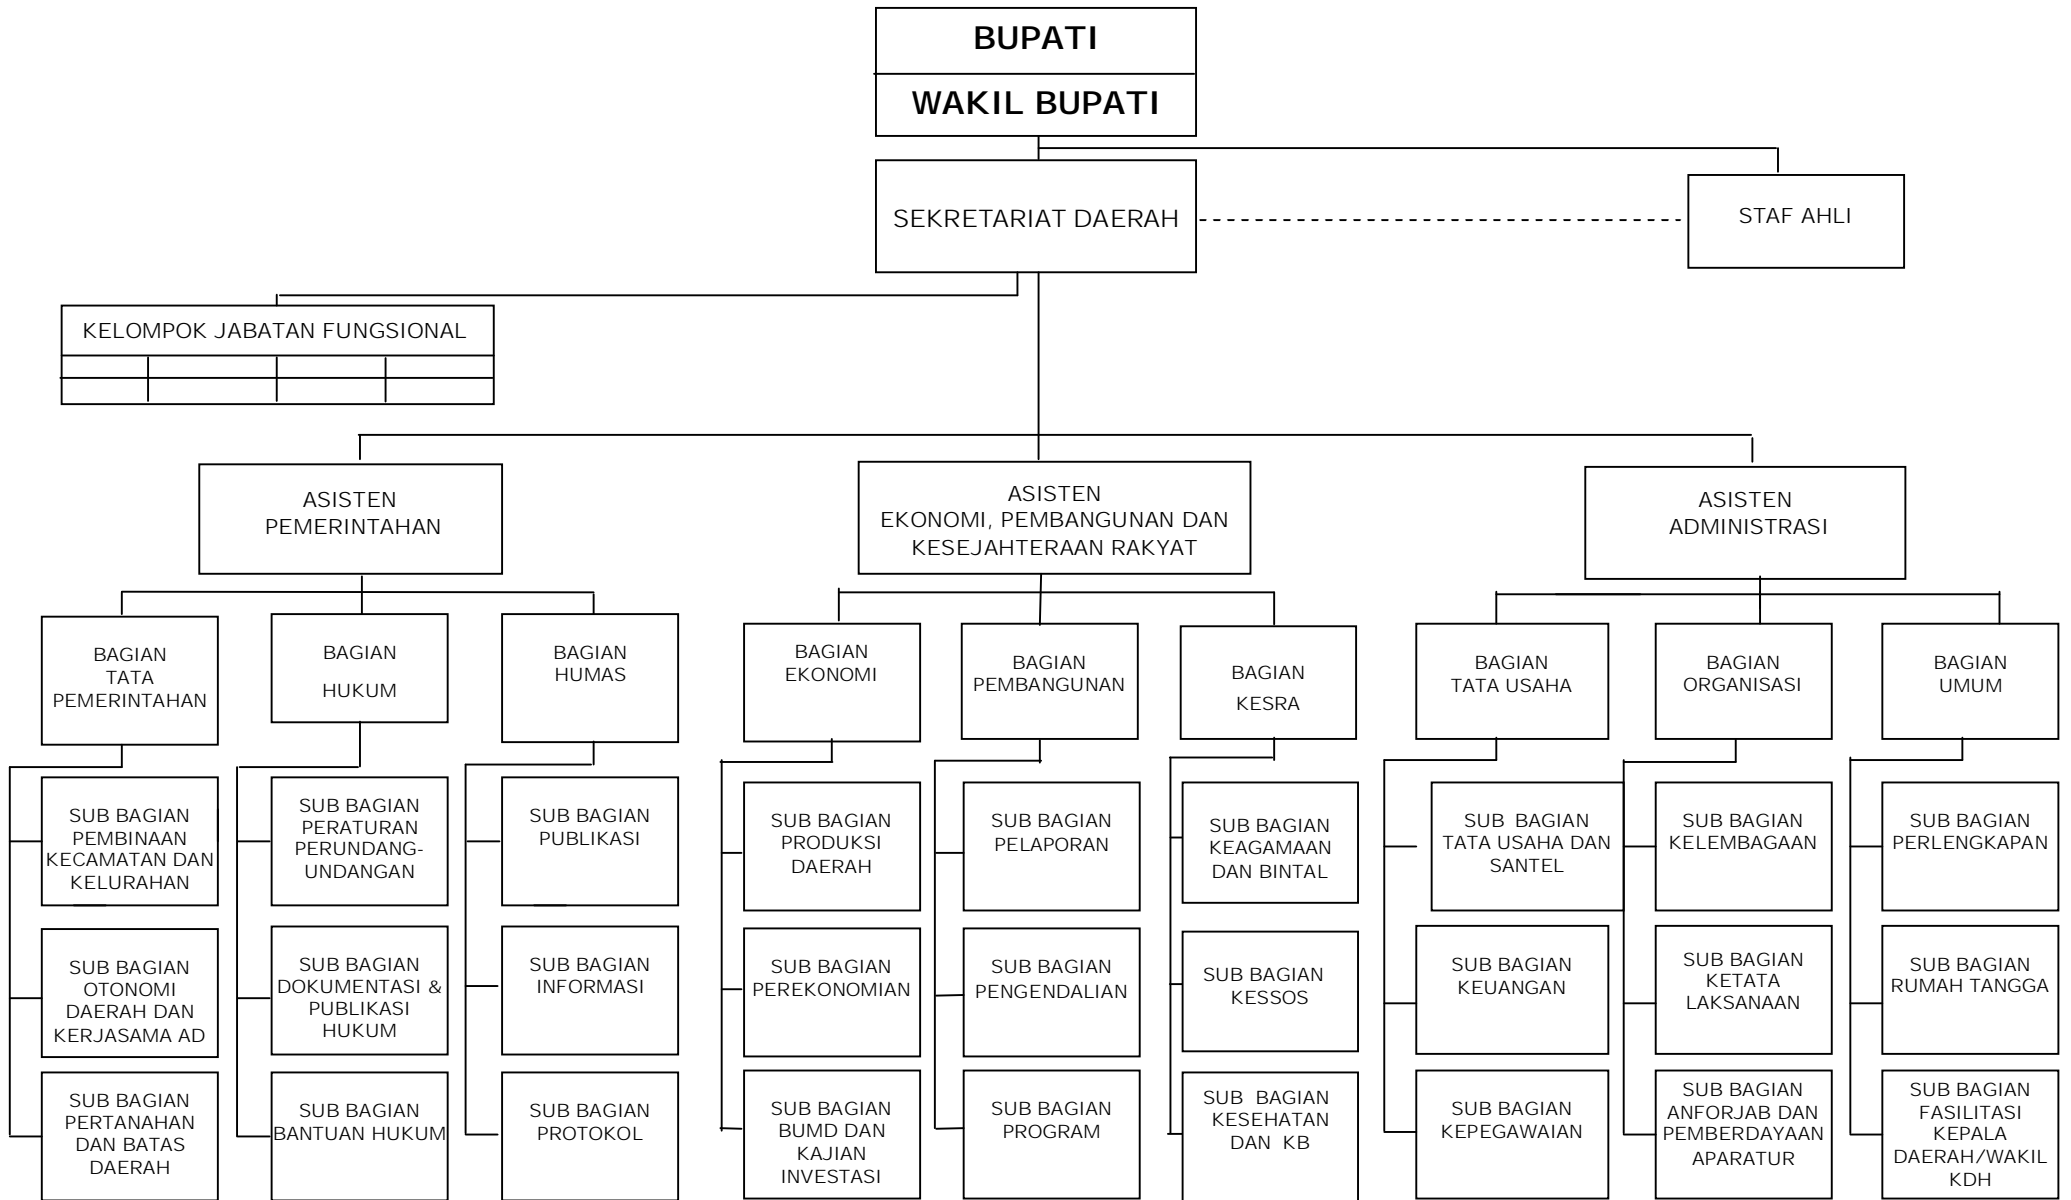 BUPATI
WAKIL BUPATI
SEKRETARIAT DAERAH
STAF AHLI
KELOMPOK JABATAN FUNGSIONAL
ASISTEN
PEMERINTAHAN
ASISTEN
EKONOMI, PEMBANGUNAN DAN
KESEJAHTERAAN RAKYAT
ASISTEN
ADMINISTRASI
BAGIAN
TATA
PEMERINTAHAN
BAGIAN
HUKUM
BAGIAN
HUMAS
BAGIAN
EKONOMI
BAGIAN
PEMBANGUNAN
BAGIAN
KESRA
BAGIAN
TATA USAHA
BAGIAN
ORGANISASI
BAGIAN
UMUM
SUB BAGIAN
PEMBINAAN
KECAMATAN DAN
KELURAHAN
SUB BAGIAN
PERATURAN
PERUNDANG-
UNDANGAN
SUB BAGIAN
PUBLIKASI
SUB BAGIAN
PRODUKSI
DAERAH
SUB BAGIAN
PELAPORAN
SUB BAGIAN
KEAGAMAAN
DAN BINTAL
SUB BAGIAN
TATA USAHA DAN
SANTEL
SUB BAGIAN
KELEMBAGAAN
SUB BAGIAN
PERLENGKAPAN
SUB BAGIAN
OTONOMI
DAERAH DAN
KERJASAMA AD
SUB BAGIAN
DOKUMENTASI &
PUBLIKASI
HUKUM
SUB BAGIAN
INFORMASI
SUB BAGIAN
PEREKONOMIAN
SUB BAGIAN
PENGENDALIAN
SUB BAGIAN
KESSOS
SUB BAGIAN
KEUANGAN
SUB BAGIAN
KETATA
LAKSANAAN
SUB BAGIAN
RUMAH TANGGA
SUB BAGIAN
PERTANAHAN
DAN BATAS
DAERAH
SUB BAGIAN
BANTUAN HUKUM
SUB BAGIAN
PROTOKOL
SUB BAGIAN
BUMD DAN
KAJIAN
INVESTASI
SUB BAGIAN
PROGRAM
SUB BAGIAN
KESEHATAN
DAN KB
SUB BAGIAN
KEPEGAWAIAN
SUB BAGIAN
ANFORJAB DAN
PEMBERDAYAAN
APARATUR
SUB BAGIAN
FASILITASI
KEPALA
DAERAH/WAKIL
KDH